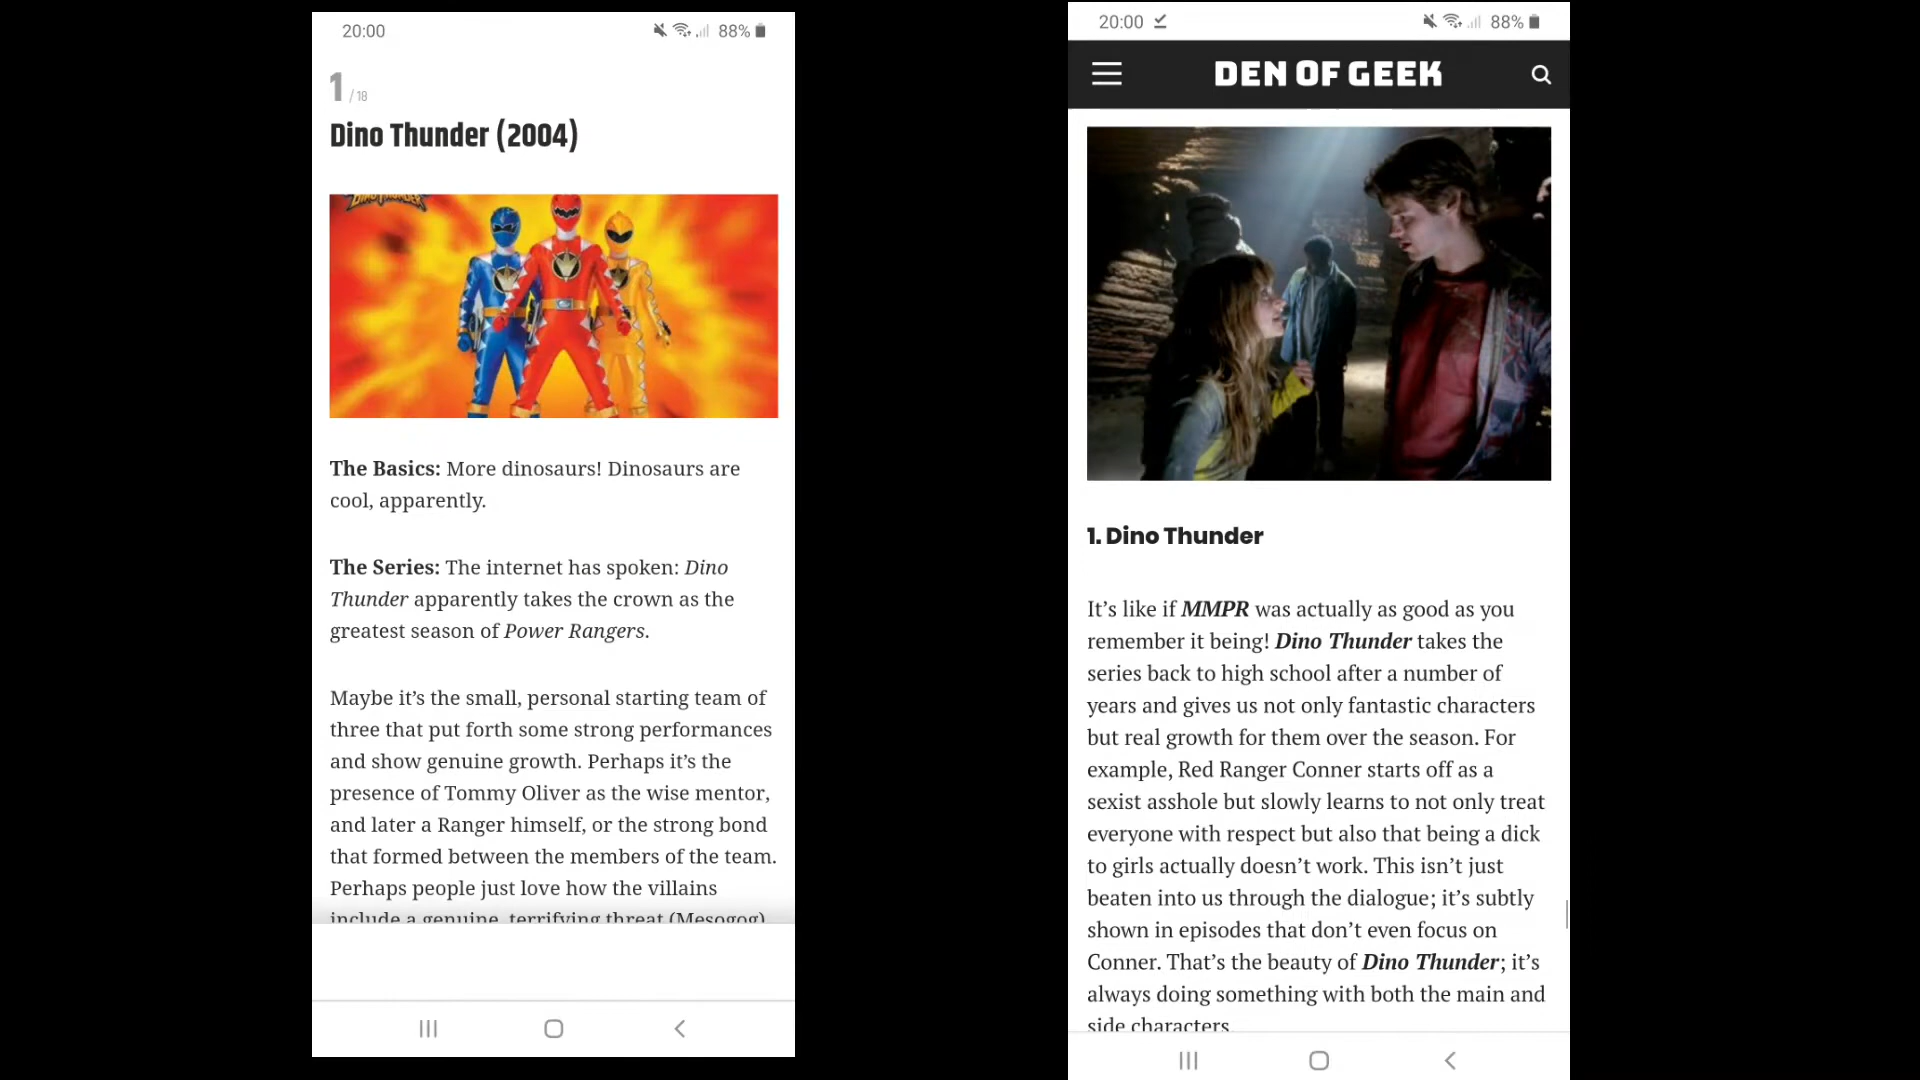 20:00
88%
1
/ 18
Dino Thunder (2004)
DINO THUNDER
The Basics: More dinosaurs! Dinosaurs are
cool, apparently.
The Series: The internet has spoken: Dino
Thunder apparently takes the crown as the
greatest season of Power Rangers.
Maybe it’s the small, personal starting team of
three that put forth some strong performances
and show genuine growth. Perhaps it’s the
presence of Tommy Oliver as the wise mentor,
and later a Ranger himself, or the strong bond
that formed between the members of the team.
Perhaps people just love how the villains
include a genuine, terrifying threat (Mesogog)
20:00
88%
DEN OF GEEK
1. Dino Thunder
It’s like if MMPR was actually as good as you
remember it being! Dino Thunder takes the
series back to high school after a number of
years and gives us not only fantastic characters
but real growth for them over the season. For
example, Red Ranger Conner starts off as a
sexist asshole but slowly learns to not only treat
everyone with respect but also that being a dick
to girls actually doesn’t work. This isn’t just
beaten into us through the dialogue; it’s subtly
shown in episodes that don’t even focus on
Conner. That’s the beauty of Dino Thunder; it’s
always doing something with both the main and
side characters.